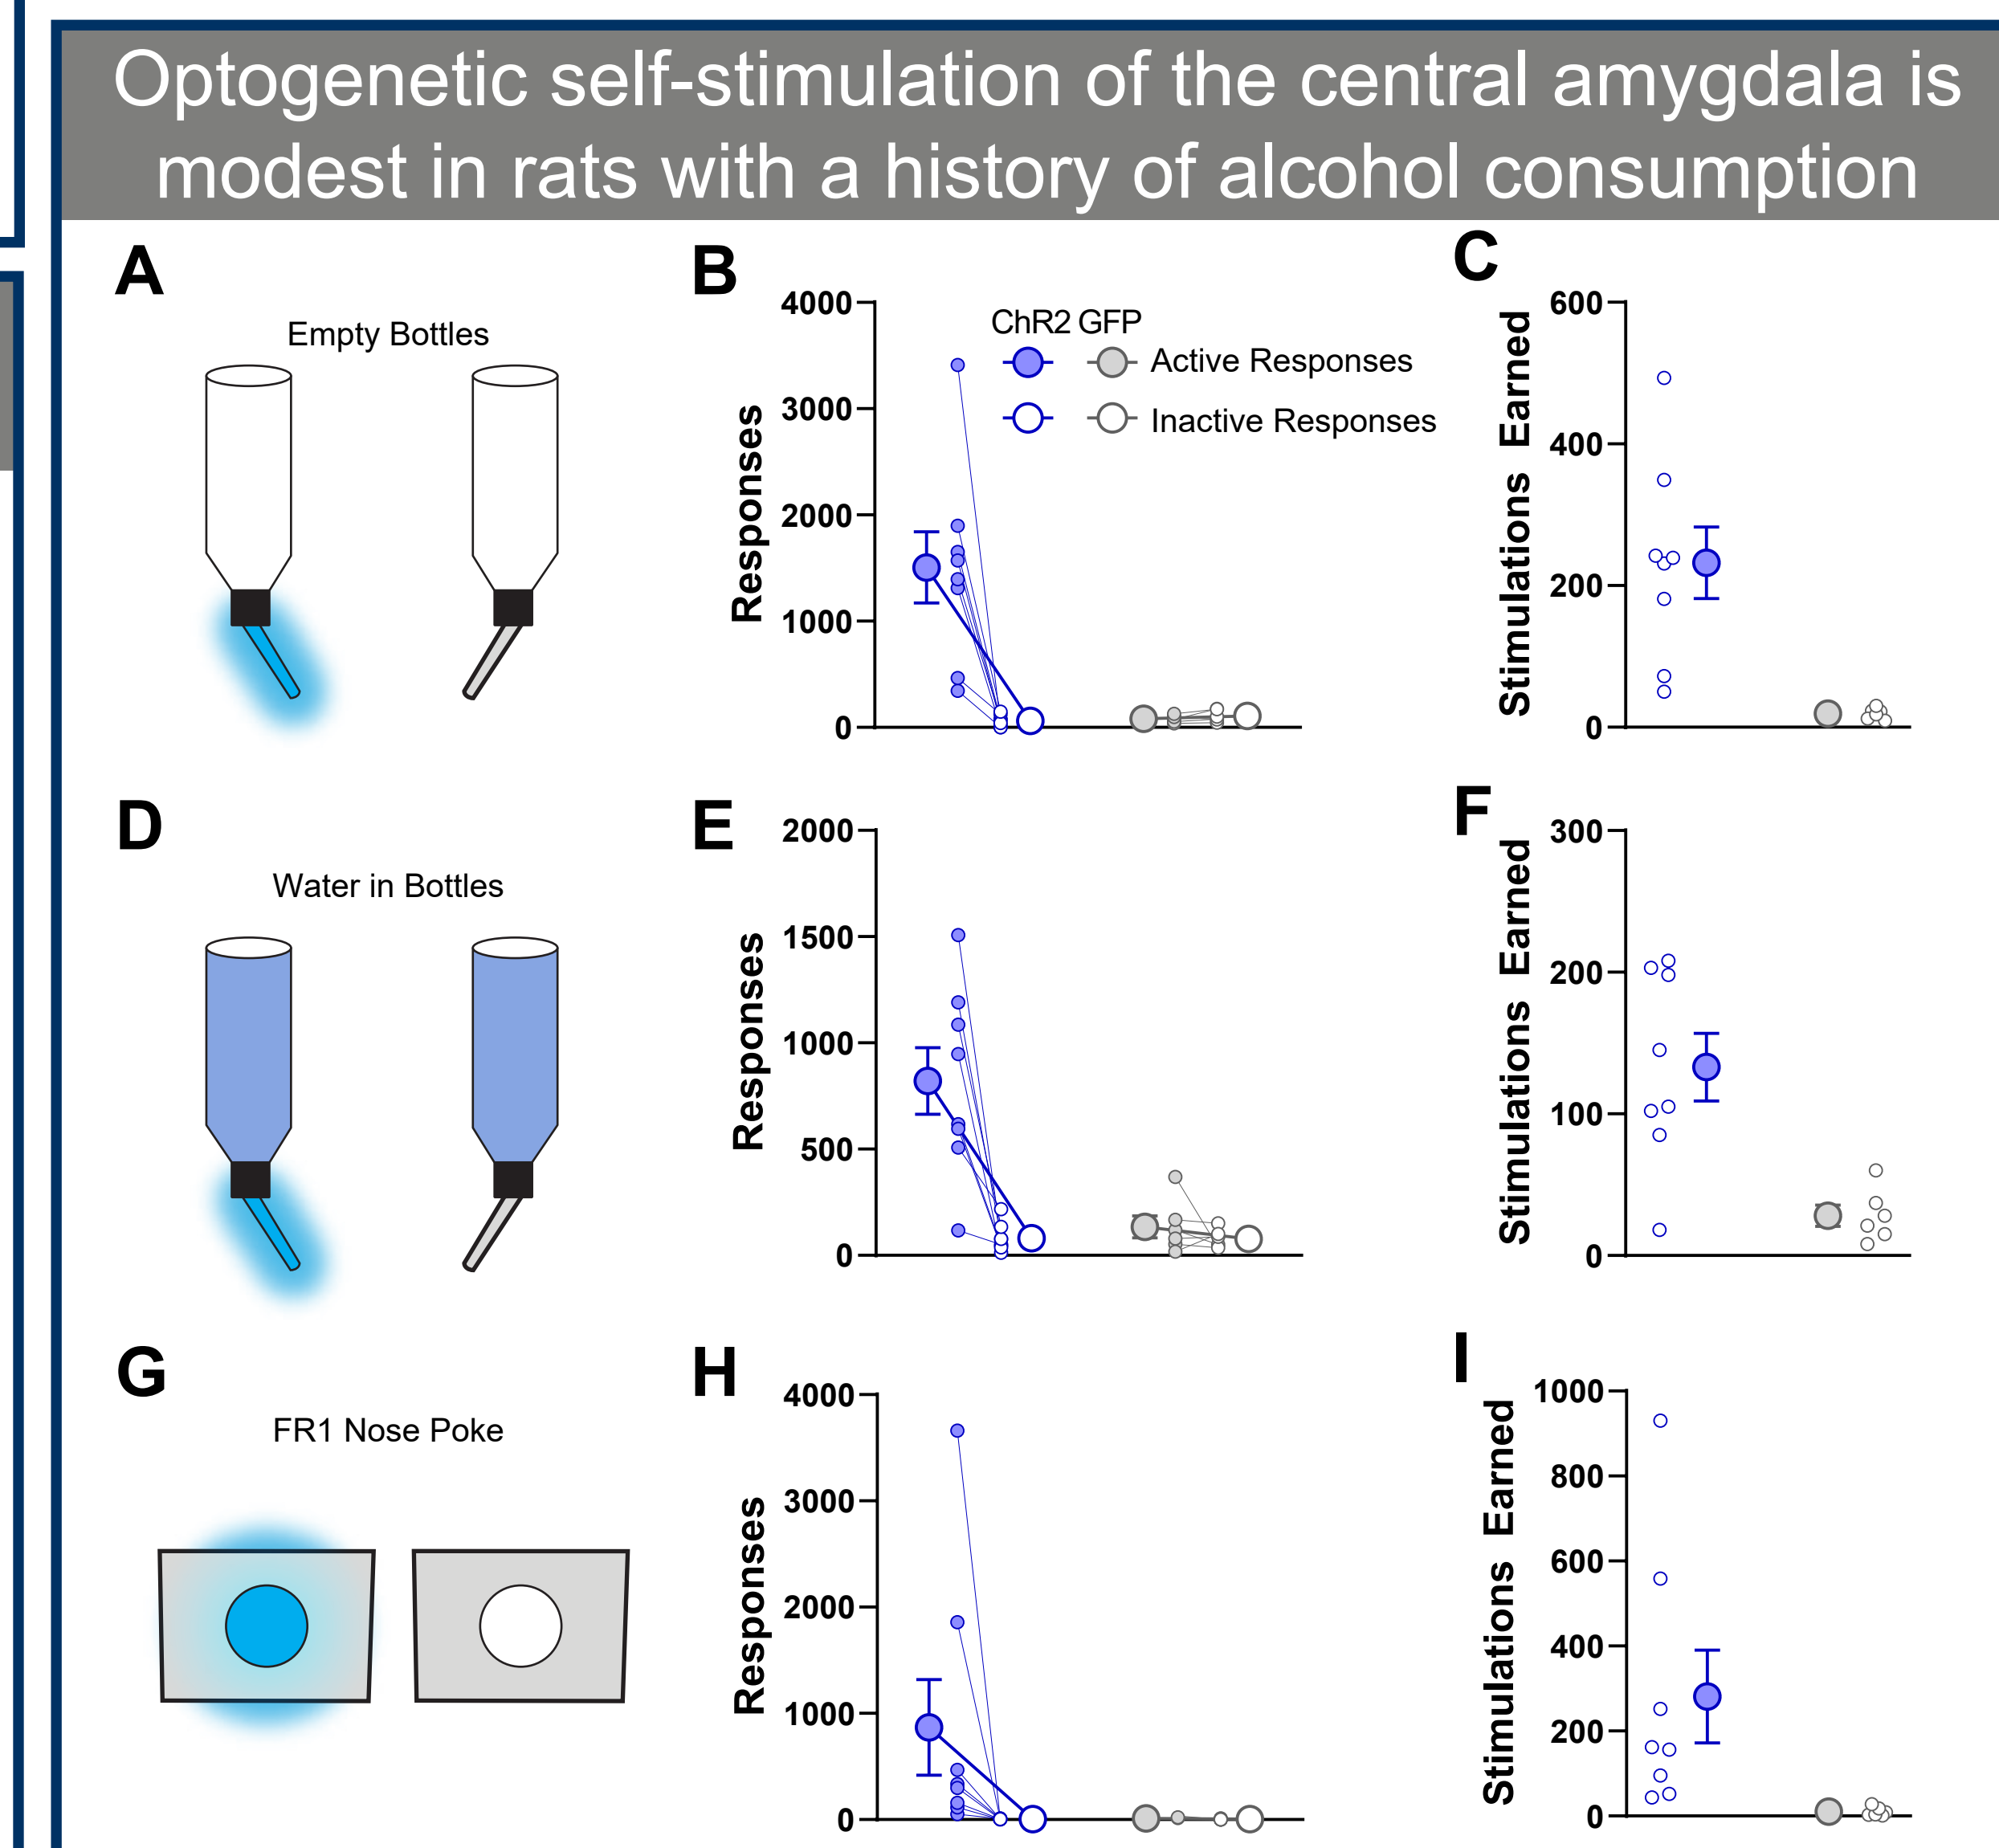 Optogenetic self-stimulation of the central amygdala is
modest in rats with a history of alcohol consumption
A
Empty Bottles
B
Responses
4000
3000
2000
1000
0
ChR2 GFP
Active Responses
Inactive Responses
C
Stimulations Earned
600
400
200
0
D
Water in Bottles
E
Responses
2000
1500
1000
500
0
F
Stimulations Earned
300
200
100
0
G
FR1 Nose Poke
H
Responses
4000
3000
2000
1000
0
I
Stimulations Earned
1000
800
600
400
200
0